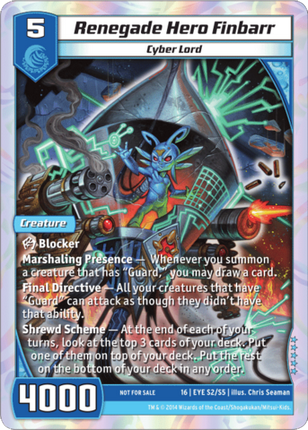 5
Renegade Hero Finbarr
Cyber Lord
Creature
Blocker
Marshaling Presence — Whenever you summon
a creature that has "Guard," you may draw a card.
Final Directive — All your creatures that have
"Guard" can attack as though they didn't have
that ability.
Shrewd Scheme — At the end of each of your
turns, look at the top 3 cards of your deck. Put
one of them on top of your deck. Put the rest
on the bottom of your deck in any order.
4000
NOT FOR SALE 16 | EYE S2/S5 | illus. Chris Seaman
TM & © 2014 Wizards of the Coast/Shogakukan/Mitsui-Kids